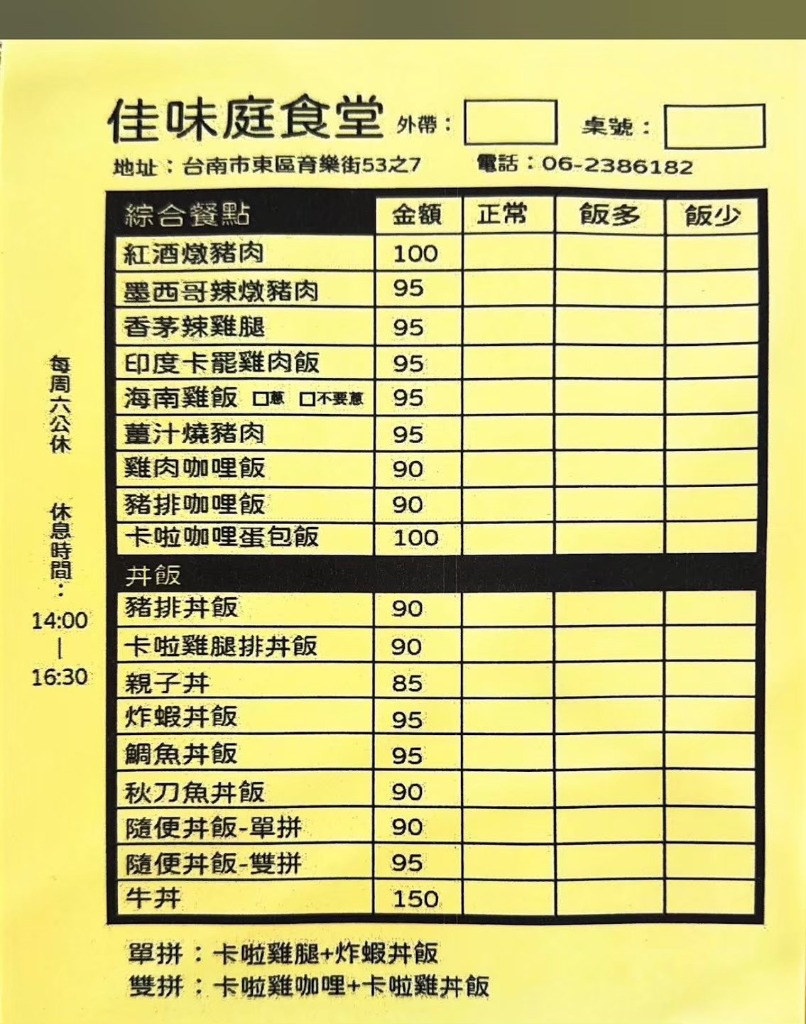 佳味庭食堂 外帶： 桌號：
地址：台南市東區育樂街53之7 電話：06-2386182
綜合餐點 金額 正常 飯多 飯少
紅酒燉豬肉 100
墨西哥辣燉豬肉 95
香茅辣雞腿 95
印度卡罷雞肉飯 95
海南雞飯 □蔥 □不要蔥 95
薑汁燒豬肉 95
雞肉咖哩飯 90
豬排咖哩飯 90
卡啦咖哩蛋包飯 100
丼飯
豬排丼飯 90
卡啦雞腿排丼飯 90
親子丼 85
炸蝦丼飯 95
鯛魚丼飯 95
秋刀魚丼飯 90
隨便丼飯-單拼 90
隨便丼飯-雙拼 95
牛丼 150
單拼：卡啦雞腿+炸蝦丼飯
雙拼：卡啦雞咖哩+卡啦雞丼飯
每周六公休
休息時間：
14:00
|
16:30